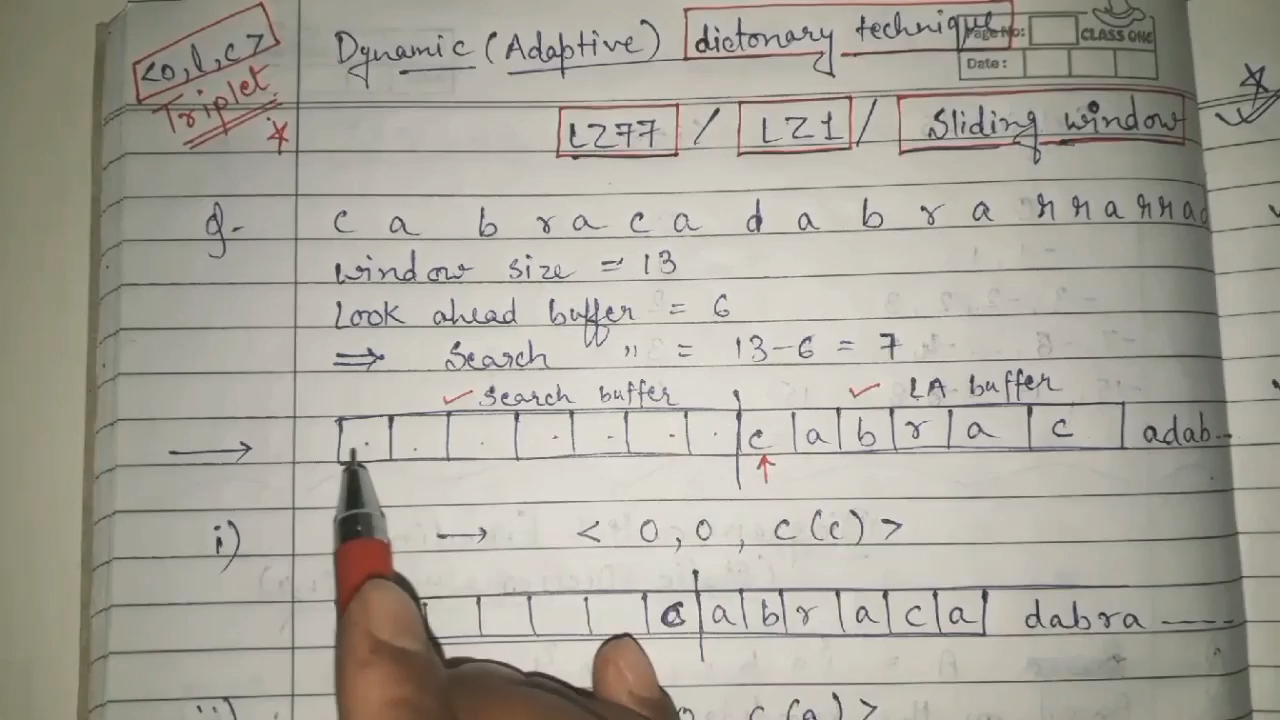 <o, l, c>
Triplet
Dynamic (Adaptive) dictonary technique
Page No:
CLASS ONE
Date:
LZ77 / LZ1 / Sliding window
Q- c a b r a c a d a b r a r r a r r a d
window size = 13
Look ahead buffer = 6
⇒ Search " = 13-6 = 7
✓ Search buffer ✓ LA buffer
→ . . . . . . . c a b r a c adab..
↑
i) → < 0, 0, c(c)>
c a b r a c a dabra ----
ii) c(a)>